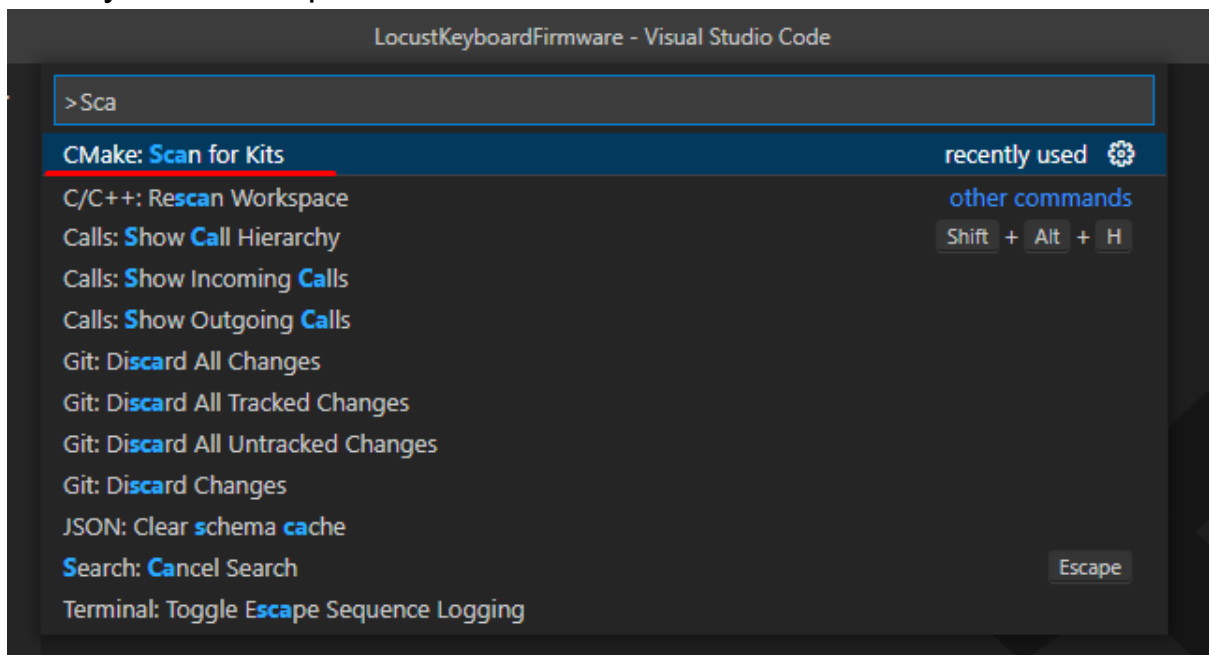 LocustKeyboardFirmware - Visual Studio Code
>Sca
CMake: Scan for Kits recently used
C/C++: Rescan Workspace other commands
Calls: Show Call Hierarchy Shift + Alt + H
Calls: Show Incoming Calls
Calls: Show Outgoing Calls
Git: Discard All Changes
Git: Discard All Tracked Changes
Git: Discard All Untracked Changes
Git: Discard Changes
JSON: Clear schema cache
Search: Cancel Search Escape
Terminal: Toggle Escape Sequence Logging